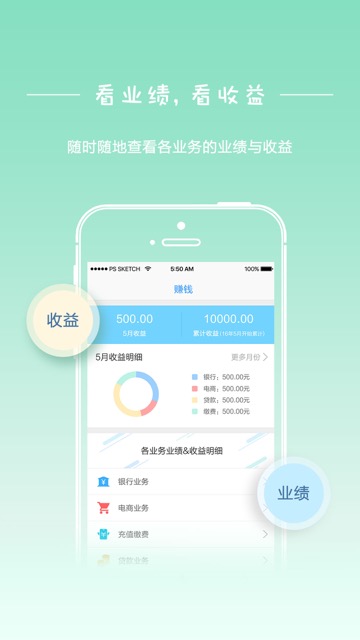 看业绩,看收益
随时随地查看各业务的业绩与收益
PS SKETCH 5:50 AM 100%
赚钱
500.00 10000.00
5月收益 累计收益(15年5月开始累计)
5月收益明细 更多月份
银行：500.00元
电商：500.00元
贷款：500.00元
缴费：500.00元
收益
各业务业绩&收益明细
银行业务
电商业务
充值缴费
贷款业务
业绩